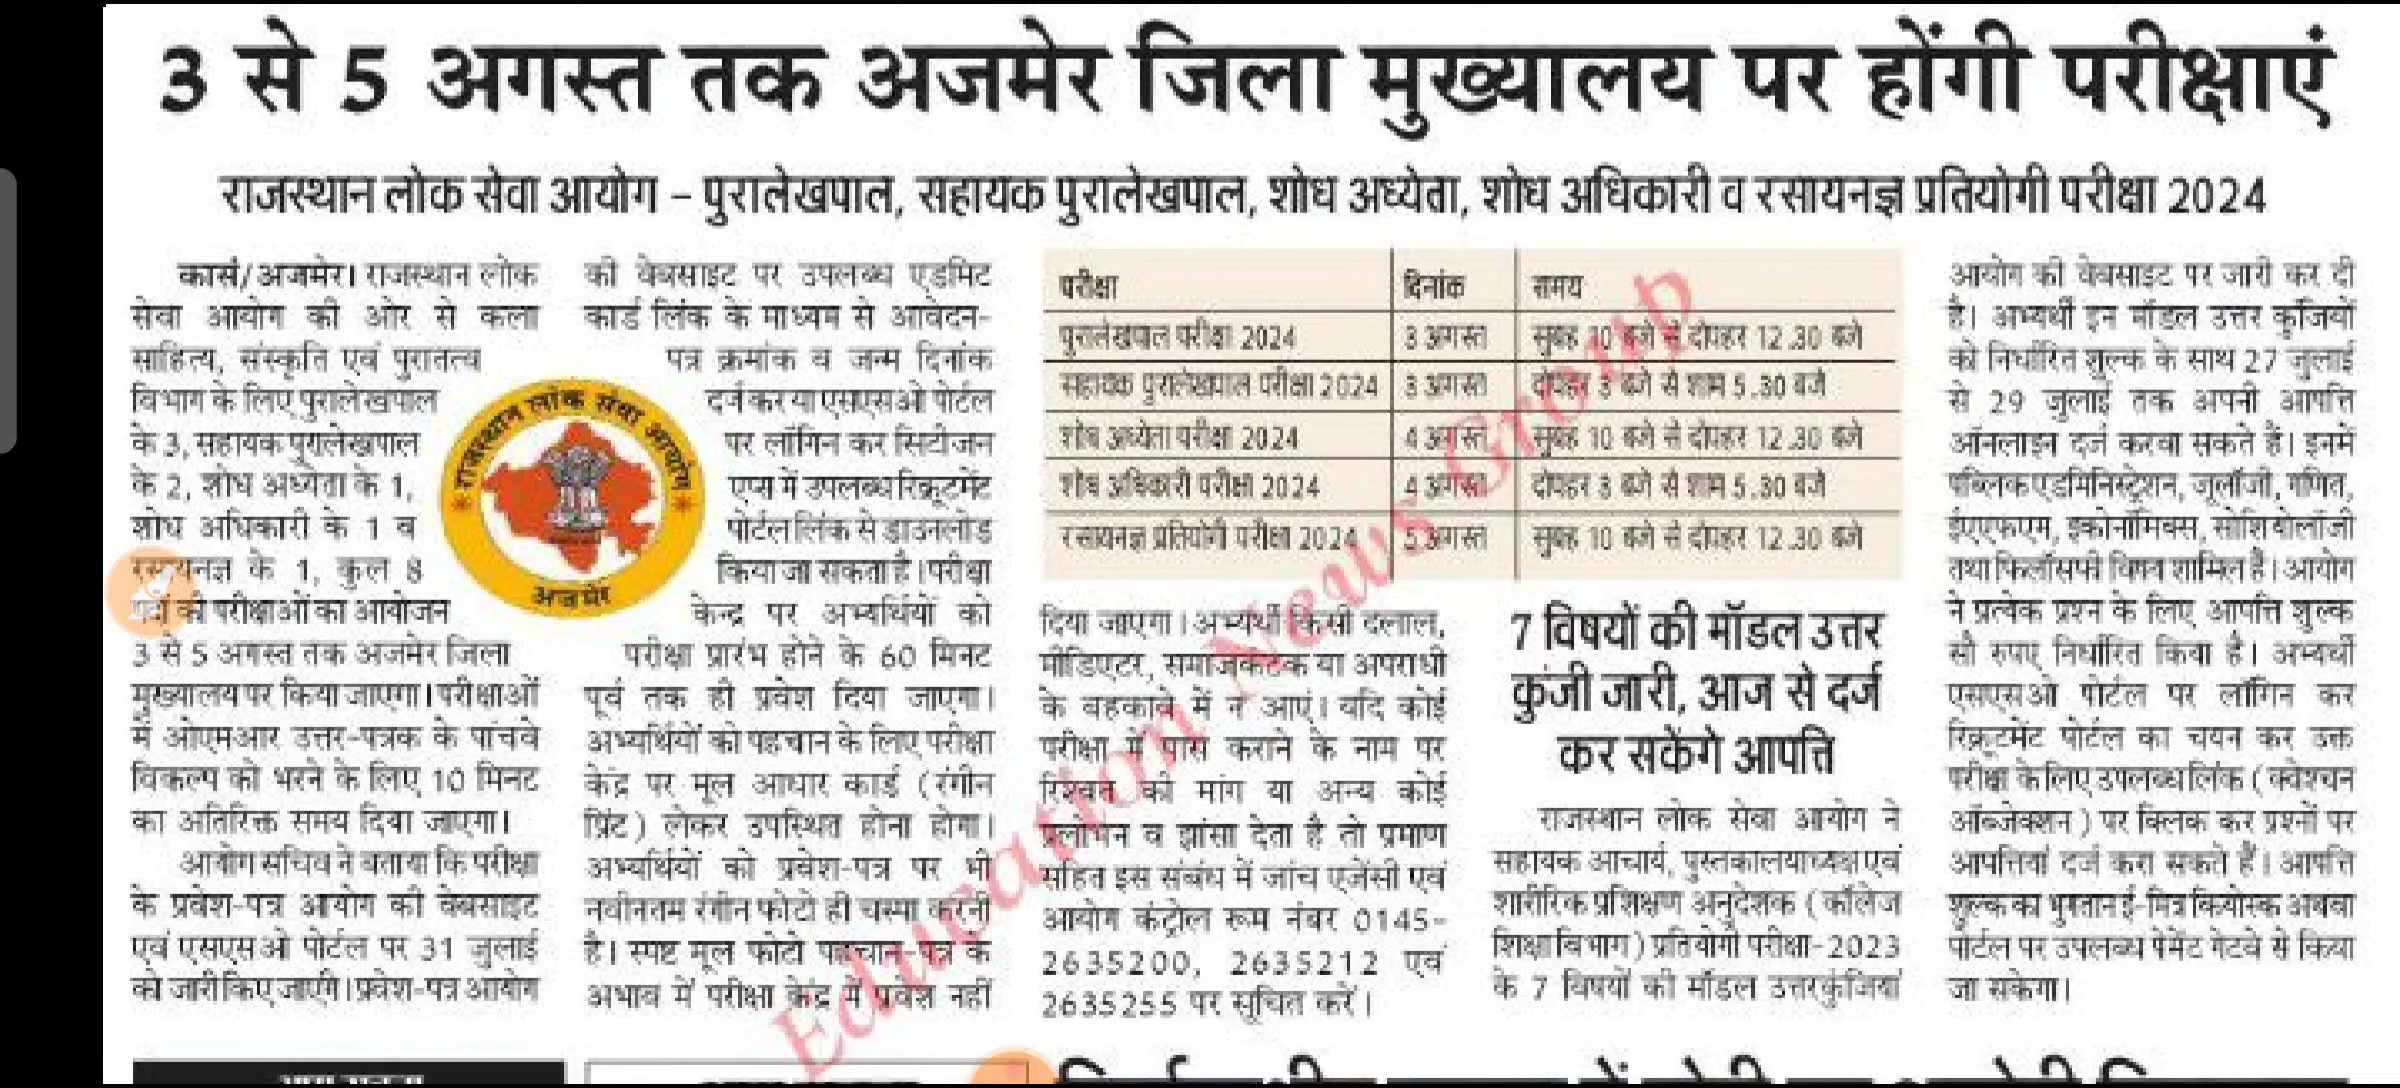 3 से 5 अगस्त तक अजमेर जिला मुख्यालय पर होंगी परीक्षाएं
राजस्थान लोक सेवा आयोग – पुरालेखपाल, सहायक पुरालेखपाल, शोध अध्येता, शोध अधिकारी व रसायनज्ञ प्रतियोगी परीक्षा 2024
कासं/अजमेर। राजस्थान लोक
सेवा आयोग की ओर से कला
साहित्य, संस्कृति एवं पुरातत्व
विभाग के लिए पुरालेखपाल
के 3, सहायक पुरालेखपाल
के 2, शोध अध्येता के 1,
शोध अधिकारी के 1 व
रसायनज्ञ के 1, कुल 8
पदों की परीक्षाओं का आयोजन
3 से 5 अगस्त तक अजमेर जिला
मुख्यालय पर किया जाएगा। परीक्षाओं
में ओएमआर उत्तर-पत्रक के पांचवे
विकल्प को भरने के लिए 10 मिनट
का अतिरिक्त समय दिया जाएगा।
आयोग सचिव ने बताया कि परीक्षा
के प्रवेश-पत्र आयोग की वेबसाइट
एवं एसएसओ पोर्टल पर 31 जुलाई
को जारी किए जाएंगे। प्रवेश-पत्र आयोग
राजस्थान लोक सेवा आयोग
अजमेर
की वेबसाइट पर उपलब्ध एडमिट
कार्ड लिंक के माध्यम से आवेदन-
पत्र क्रमांक व जन्म दिनांक
दर्ज कर या एसएसओ पोर्टल
पर लॉगिन कर सिटीजन
एप्स में उपलब्ध रिक्रूटमेंट
पोर्टल लिंक से डाउनलोड
किया जा सकता है। परीक्षा
केन्द्र पर अभ्यर्थियों को
परीक्षा प्रारंभ होने के 60 मिनट
पूर्व तक ही प्रवेश दिया जाएगा।
अभ्यर्थियों को पहचान के लिए परीक्षा
केंद्र पर मूल आधार कार्ड (रंगीन
प्रिंट) लेकर उपस्थित होना होगा।
अभ्यर्थियों को प्रवेश-पत्र पर भी
नवीनतम रंगीन फोटो ही चस्पा करनी
है। स्पष्ट मूल फोटो पहचान-पत्र के
अभाव में परीक्षा केंद्र में प्रवेश नहीं
परीक्षा दिनांक समय
पुरालेखपाल परीक्षा 2024 3 अगस्त सुबह 10 बजे से दोपहर 12.30 बजे
सहायक पुरालेखपाल परीक्षा 2024 3 अगस्त दोपहर 3 बजे से शाम 5.30 बजे
शोध अध्येता परीक्षा 2024 4 अगस्त सुबह 10 बजे से दोपहर 12.30 बजे
शोध अधिकारी परीक्षा 2024 4 अगस्त दोपहर 3 बजे से शाम 5.30 बजे
रसायनज्ञ प्रतियोगी परीक्षा 2024 5 अगस्त सुबह 10 बजे से दोपहर 12.30 बजे
दिया जाएगा। अभ्यर्थी किसी दलाल,
मीडिएटर, समाजकंटक या अपराधी
के बहकावे में न आएं। यदि कोई
परीक्षा में पास कराने के नाम पर
रिश्वत की मांग या अन्य कोई
प्रलोभन व झांसा देता है तो प्रमाण
सहित इस संबंध में जांच एजेंसी एवं
आयोग कंट्रोल रूम नंबर 0145-
2635200, 2635212 एवं
2635255 पर सूचित करें।
7 विषयों की मॉडल उत्तर
कुंजी जारी, आज से दर्ज
कर सकेंगे आपत्ति
राजस्थान लोक सेवा आयोग ने
सहायक आचार्य, पुस्तकालयाध्यक्ष एवं
शारीरिक प्रशिक्षण अनुदेशक (कॉलेज
शिक्षा विभाग) प्रतियोगी परीक्षा-2023
के 7 विषयों की मॉडल उत्तरकुंजियां
आयोग की वेबसाइट पर जारी कर दी
है। अभ्यर्थी इन मॉडल उत्तर कुंजियों
को निर्धारित शुल्क के साथ 27 जुलाई
से 29 जुलाई तक अपनी आपत्ति
ऑनलाइन दर्ज करवा सकते हैं। इनमें
पब्लिक एडमिनिस्ट्रेशन, जूलॉजी, गणित,
ईएएफएम, इकोनॉमिक्स, सोशियोलॉजी
तथा फिलॉसफी विषय शामिल हैं। आयोग
ने प्रत्येक प्रश्न के लिए आपत्ति शुल्क
सौ रुपए निर्धारित किया है। अभ्यर्थी
एसएसओ पोर्टल पर लॉगिन कर
रिक्रूटमेंट पोर्टल का चयन कर उक्त
परीक्षा के लिए उपलब्ध लिंक (क्वेश्चन
ऑब्जेक्शन) पर क्लिक कर प्रश्नों पर
आपत्तियां दर्ज करा सकते हैं। आपत्ति
शुल्क का भुगतान ई-मित्र कियोस्क अथवा
पोर्टल पर उपलब्ध पेमेंट गेटवे से किया
जा सकेगा।
Education News Group